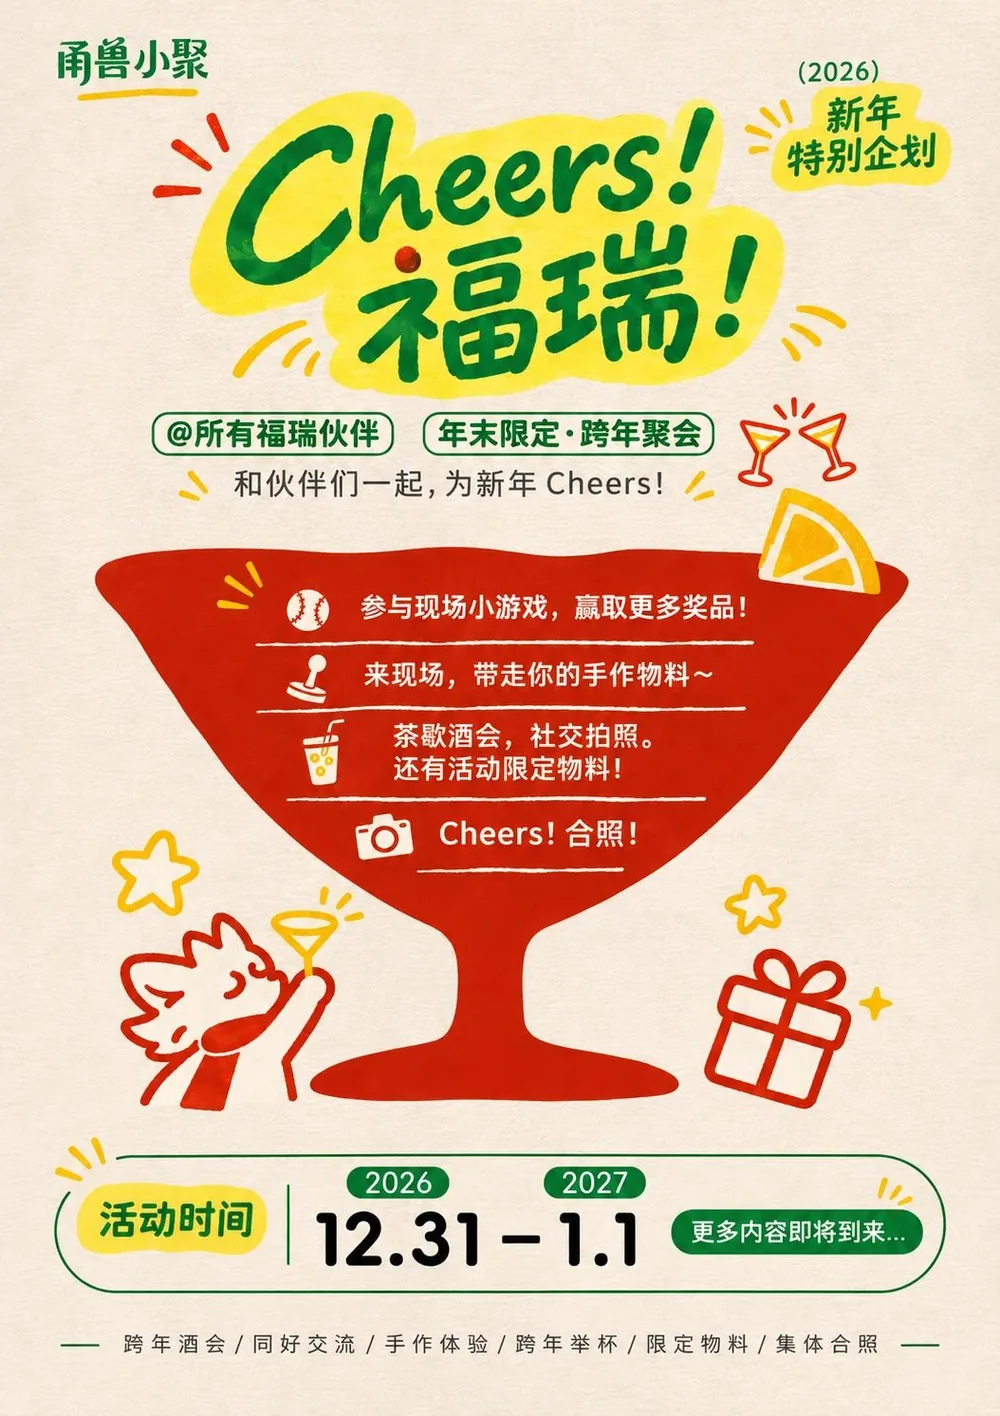 甬兽小聚
(2026)
新年
特别企划
Cheers!
福瑞!
@所有福瑞伙伴
年末限定·跨年聚会
和伙伴们一起,为新年 Cheers!
参与现场小游戏，赢取更多奖品!
来现场，带走你的手作物料~
茶歇酒会，社交拍照。
还有活动限定物料!
Cheers! 合照!
活动时间
2026
12.31
–
2027
1.1
更多内容即将到来...
跨年酒会/同好交流/手作体验/跨年举杯/限定物料/集体合照